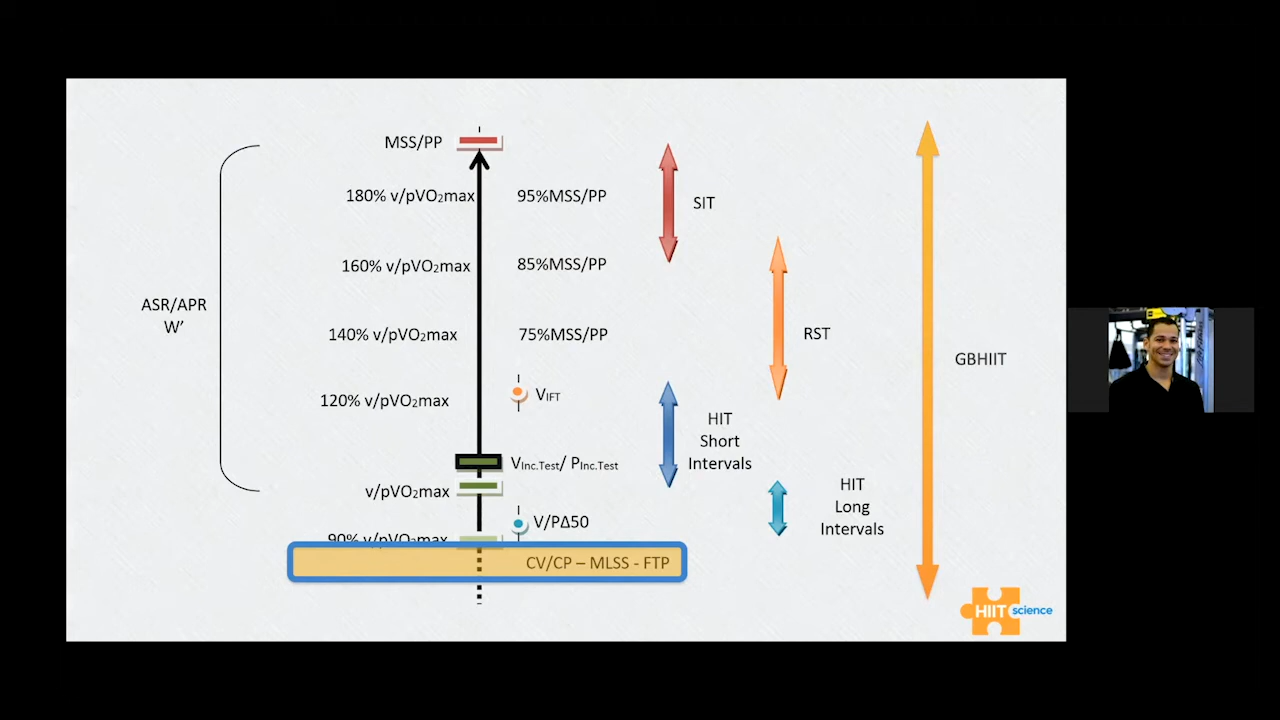 MSS/PP
180% v/pVO₂max
95%MSS/PP
SIT
160% v/pVO₂max
85%MSS/PP
ASR/APR
W’
140% v/pVO₂max
75%MSS/PP
RST
GBHIIT
120% v/pVO₂max
VIFT
HIT
Short
Intervals
VInc.Test/ PInc.Test
v/pVO₂max
HIT
Long
Intervals
V/PΔ50
90% v/pVO₂max
CV/CP – MLSS - FTP
HIIT science